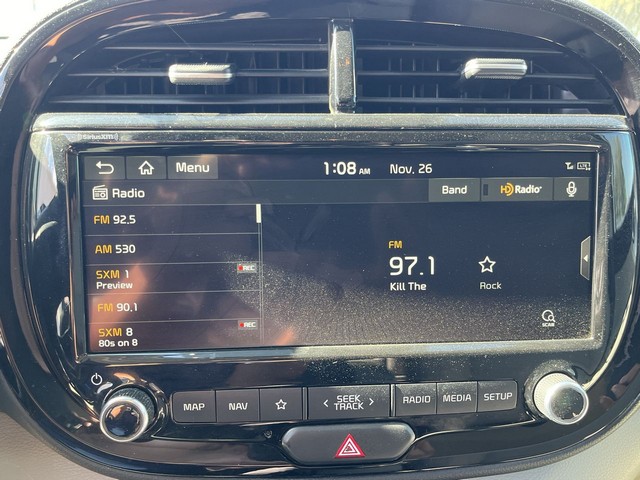 SiriusXM
Menu
1:08 AM
Nov. 26
LTE
Radio
Band
HD Radio
FM 92.5
AM 530
SXM 1
REC
Preview
FM 90.1
SXM 8
REC
80s on 8
FM
97.1
Kill The
Rock
SCAN
MAP
NAV
SEEK
TRACK
RADIO
MEDIA
SETUP